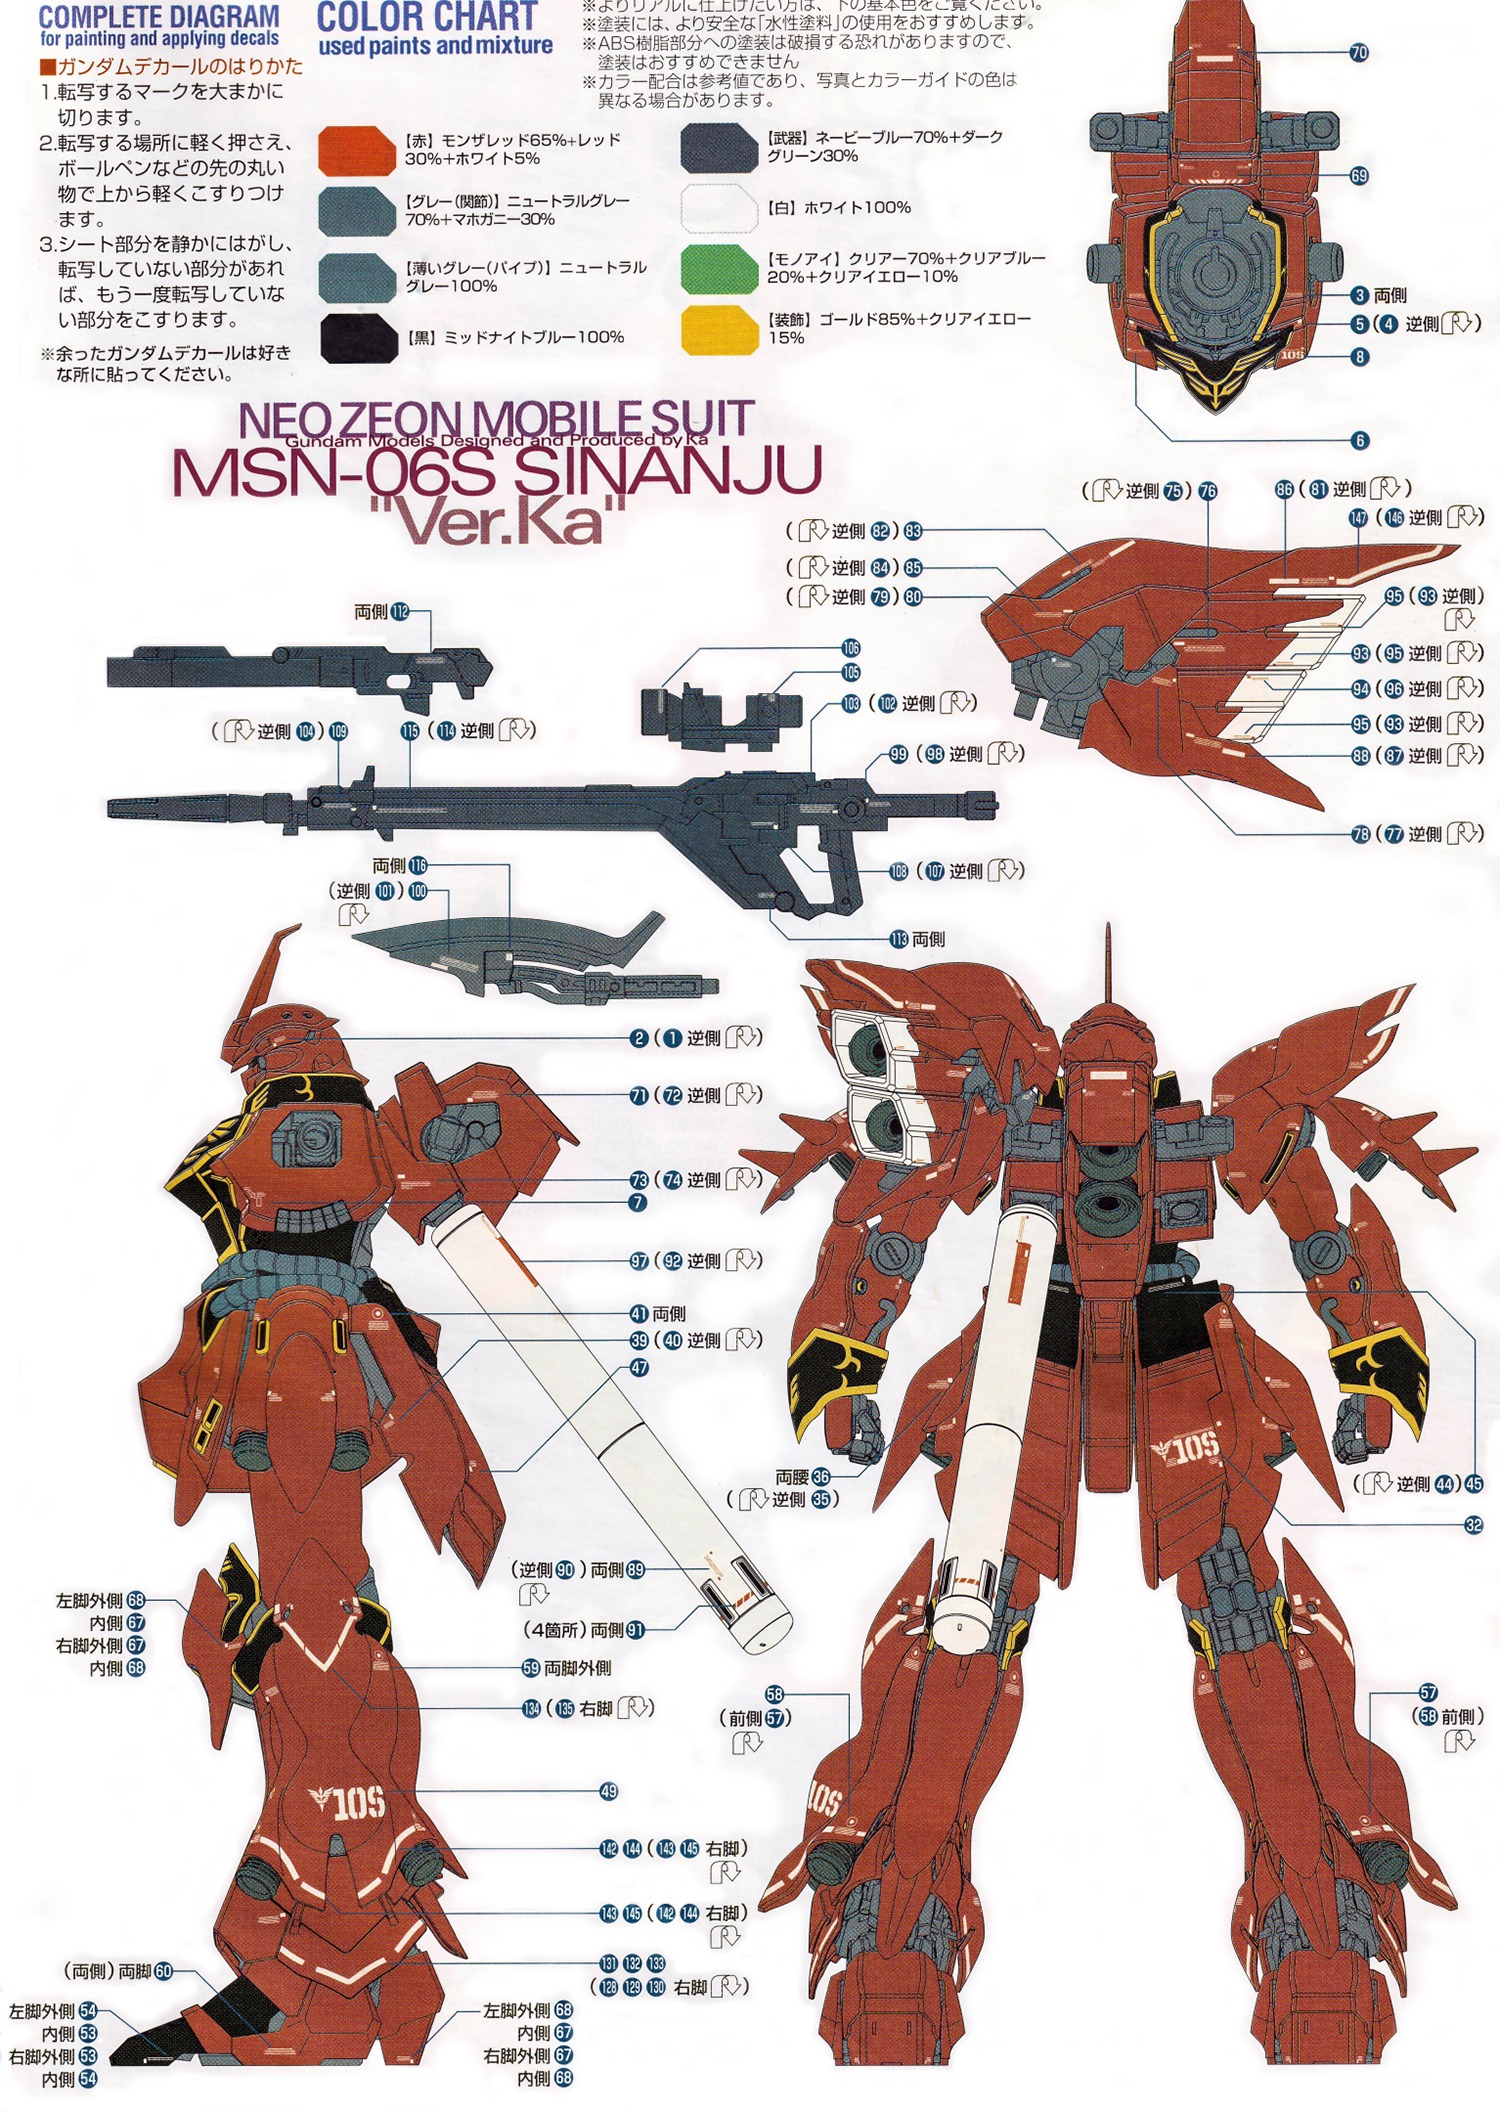 COMPLETE DIAGRAM
for painting and applying decals
■ガンダムデカールのはりかた
1.転写するマークを大まかに
切ります。
2.転写する場所に軽く押さえ、
ボールペンなどの先の丸い
物で上から軽くこすりつけ
ます。
3.シート部分を静かにはがし、
転写していない部分があれ
ば、もう一度転写していな
い部分をこすります。
※余ったガンダムデカールは好き
な所に貼ってください。
COLOR CHART
used paints and mixture
※よりリアルに仕上げたい方は、下の基本色をご覧ください。
※塗装には、より安全な「水性塗料」の使用をおすすめします。
※ABS樹脂部分への塗装は破損する恐れがありますので、
塗装はおすすめできません
※カラー配合は参考値であり、写真とカラーガイドの色は
異なる場合があります。
【赤】モンザレッド65%+レッド
30%+ホワイト5%
【グレー(関節)】ニュートラルグレー
70%+マホガニー30%
【薄いグレー(パイプ)】ニュートラル
グレー100%
【黒】ミッドナイトブルー100%
【武器】ネービーブルー70%+ダーク
グリーン30%
【白】ホワイト100%
【モノアイ】クリアー70%+クリアブルー
20%+クリアイエロー10%
【装飾】ゴールド85%+クリアイエロー
15%
70
69
3 両側
5 (4 逆側 R)
8
10S
6
NEO ZEON MOBILE SUIT
Gundam Models Designed and Produced by Ka
MSN-06S SINANJU
"Ver.Ka"
(R 逆側 75) 76
86 (81 逆側 R)
147 (146 逆側 R)
(R 逆側 82) 83
(R 逆側 84) 85
(R 逆側 79) 80
95 (93 逆側)
R
93 (95 逆側 R)
94 (96 逆側 R)
95 (93 逆側 R)
88 (87 逆側 R)
78 (77 逆側 R)
両側 112
106
105
103 (102 逆側 R)
(R 逆側 104) 109
115 (114 逆側 R)
99 (98 逆側 R)
両側 116
(逆側 101) 100
R
108 (107 逆側 R)
113 両側
2 (1 逆側 R)
71 (72 逆側 R)
73 (74 逆側 R)
7
97 (92 逆側 R)
41 両側
39 (40 逆側 R)
47
両腰 36
(R 逆側 35)
10S
(R 逆側 44) 45
32
(逆側 90) 両側 89
R
(4箇所) 両側 91
左脚外側 68
内側 67
右脚外側 67
内側 68
59 両脚外側
134 (135 右脚 R)
58
(前側 57)
R
57
(58 前側)
R
10S
49
10S
142 144 (143 145 右脚)
R
143 145 (142 144 右脚)
R
131 132 133
(128 129 130 右脚 R)
(両側) 両脚 60
左脚外側 54
内側 53
右脚外側 53
内側 54
左脚外側 68
内側 67
右脚外側 67
内側 68